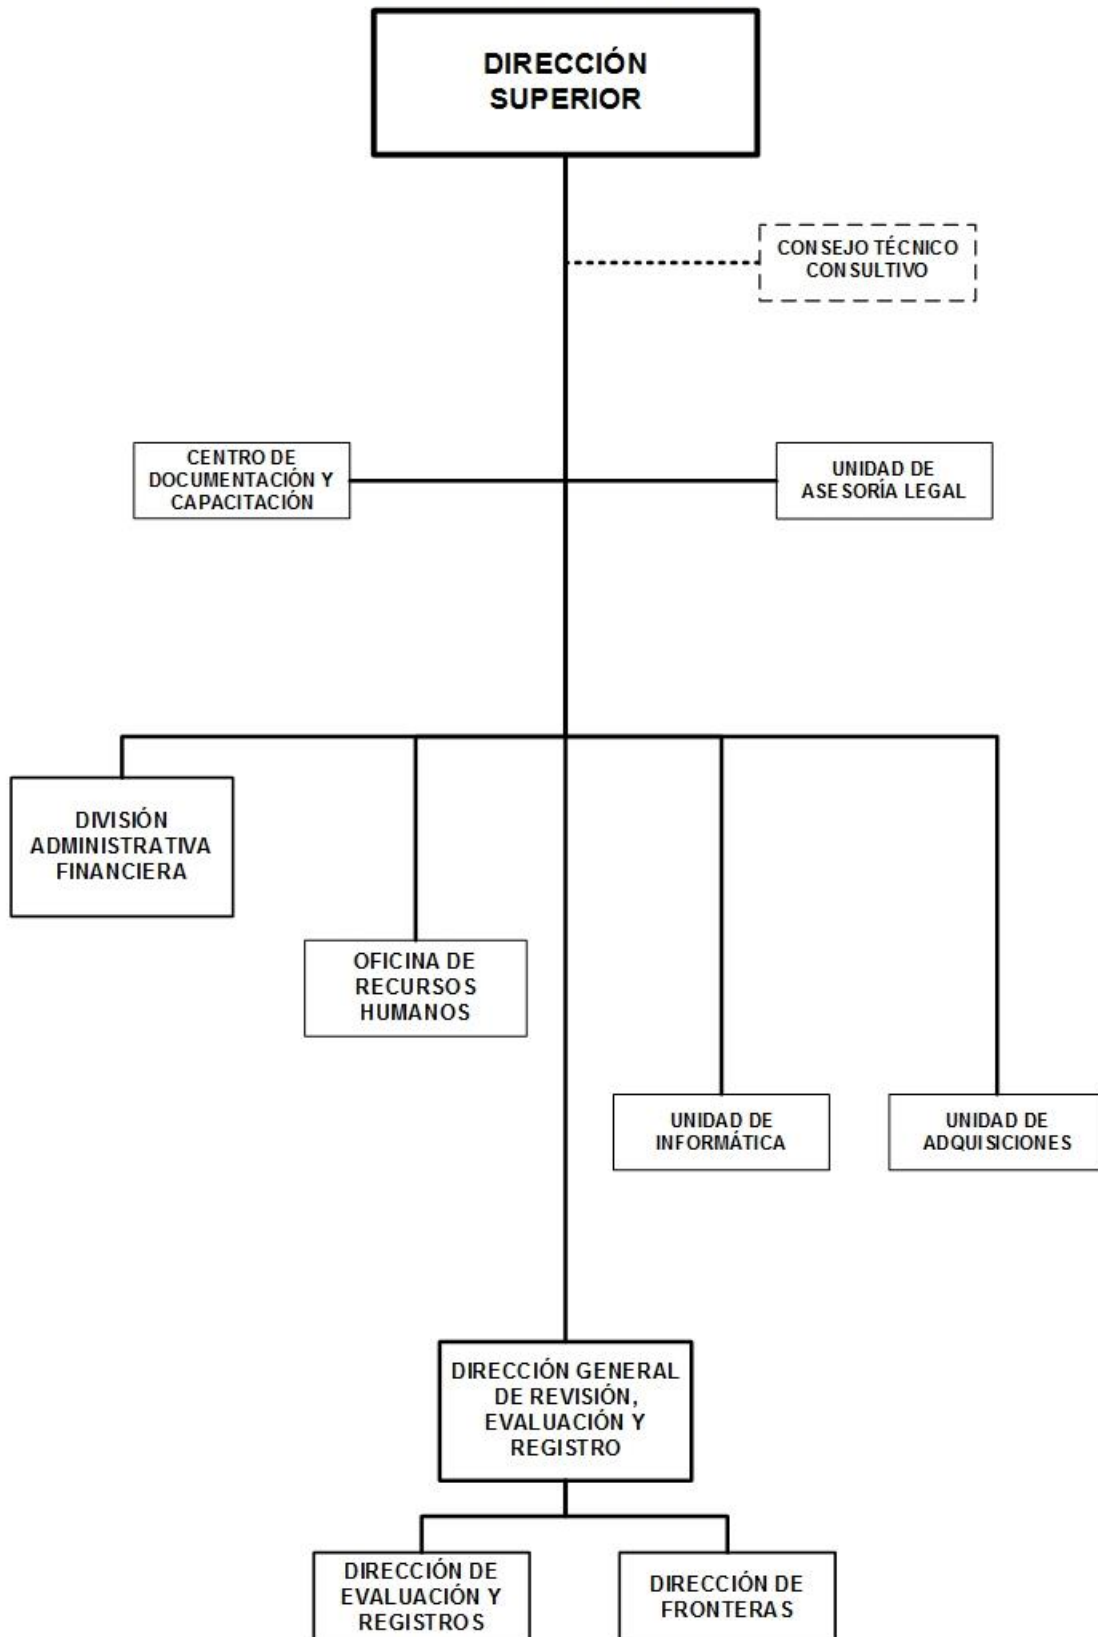 DIRECCIÓN
SUPERIOR
CONSEJO TÉCNICO
CONSULTIVO
CENTRO DE
DOCUMENTACIÓN Y
CAPACITACIÓN
UNIDAD DE
ASESORÍA LEGAL
DIVISIÓN
ADMINISTRATIVA
FINANCIERA
OFICINA DE
RECURSOS
HUMANOS
UNIDAD DE
INFORMÁTICA
UNIDAD DE
ADQUISICIONES
DIRECCIÓN GENERAL
DE REVISIÓN,
EVALUACIÓN Y
REGISTRO
DIRECCIÓN DE
EVALUACIÓN Y
REGISTROS
DIRECCIÓN DE
FRONTERAS